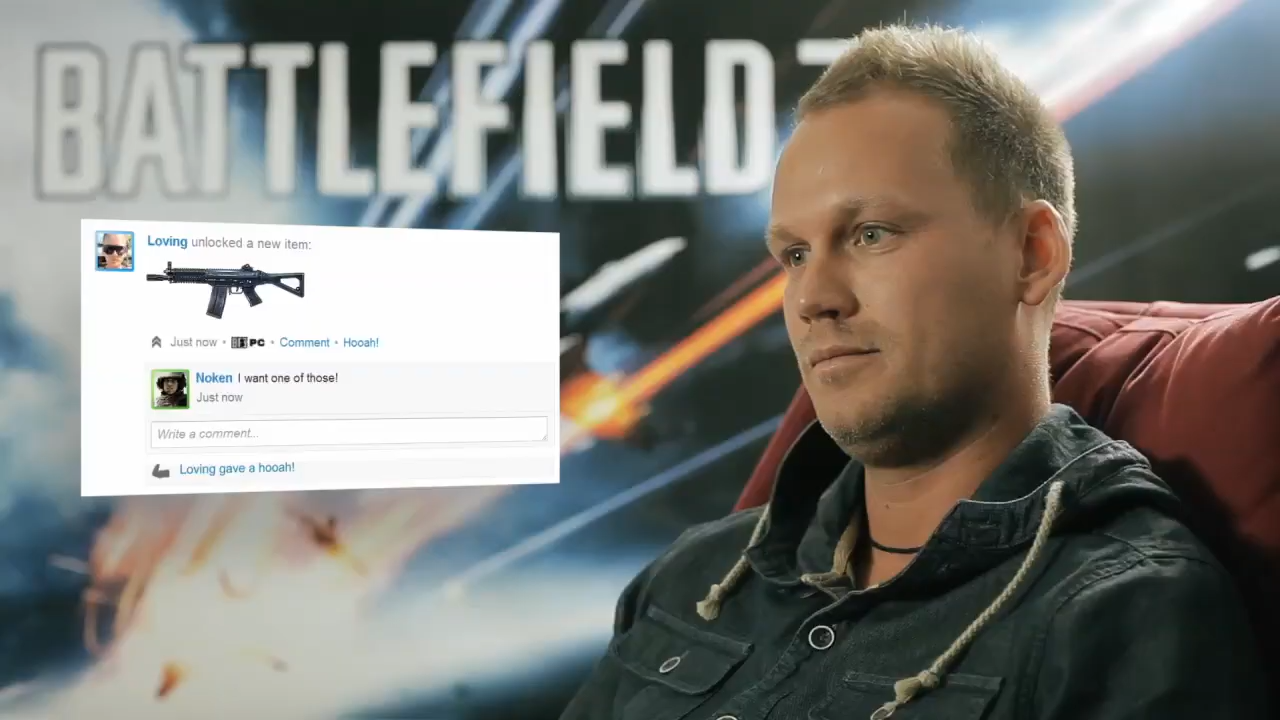 BATTLEFIELD
Loving unlocked a new item:
Just now • PC • Comment • Hooah!
Noken I want one of those!
Just now
Write a comment...
Loving gave a hooah!